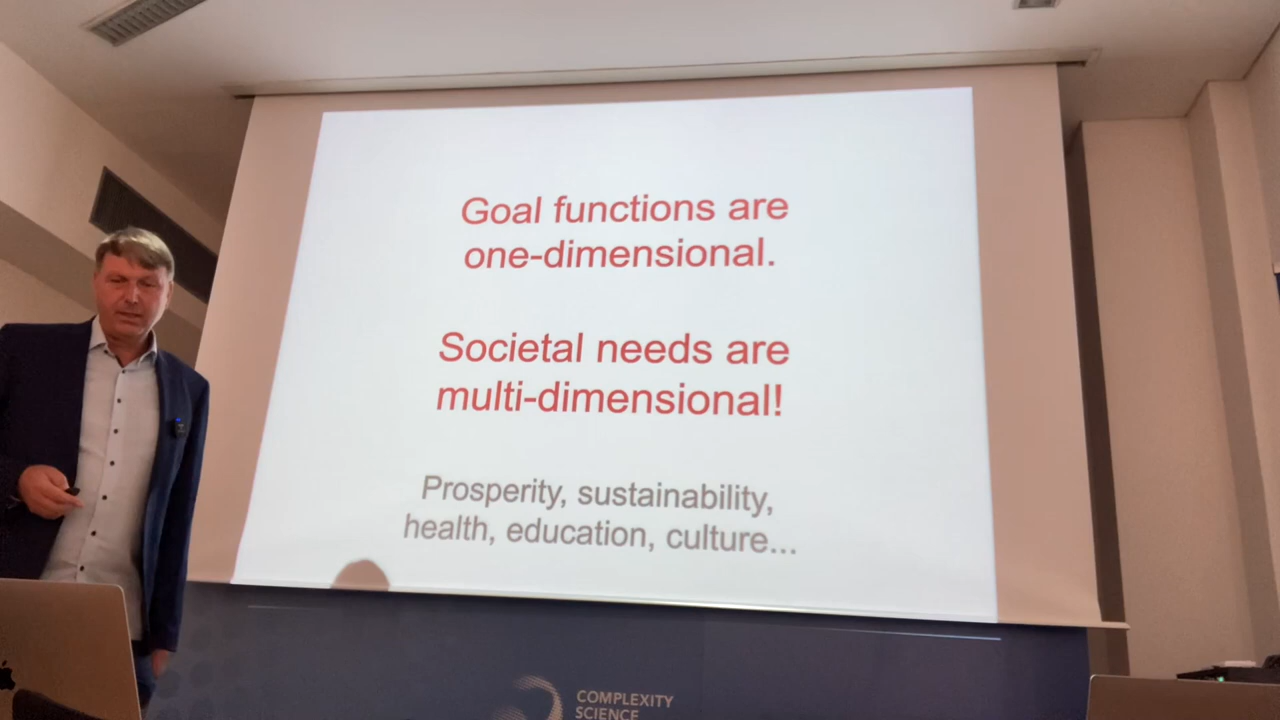 Goal functions are
one-dimensional.
Societal needs are
multi-dimensional!
Prosperity, sustainability,
health, education, culture...
COMPLEXITY
SCIENCE